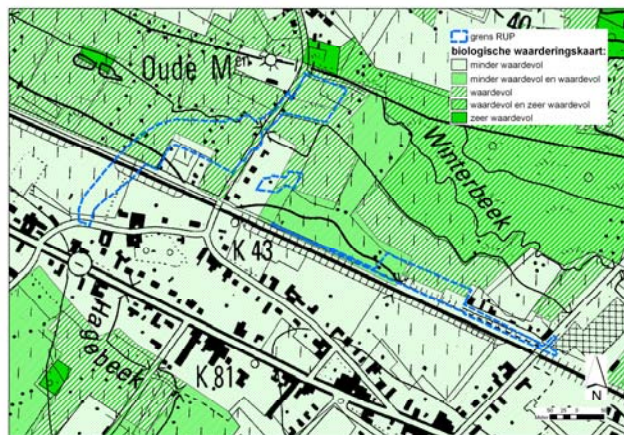 40
grens RUP
biologische waarderingskaart:
minder waardevol
minder waardevol en waardevol
waardevol
waardevol en zeer waardevol
zeer waardevol
Oude Mᵉⁿ
Winterbeek
K 43
Hagebeek
K 81
N